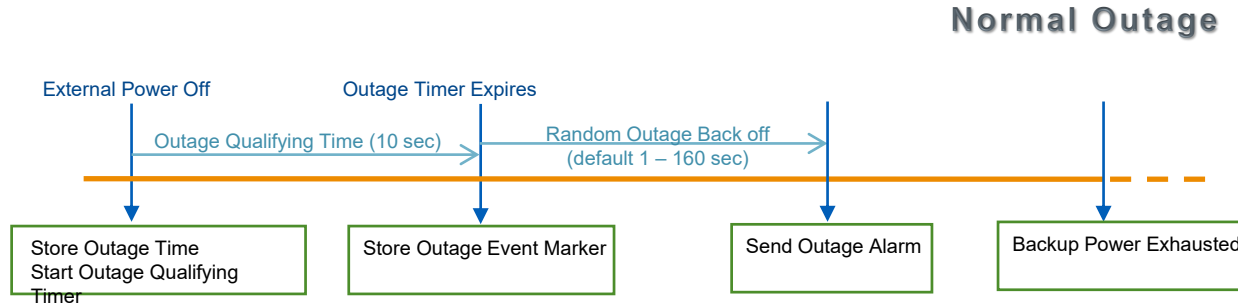 Normal Outage
External Power Off
Outage Timer Expires
Outage Qualifying Time (10 sec)
Random Outage Back off
(default 1 – 160 sec)
Store Outage Time
Start Outage Qualifying
Timer
Store Outage Event Marker
Send Outage Alarm
Backup Power Exhausted